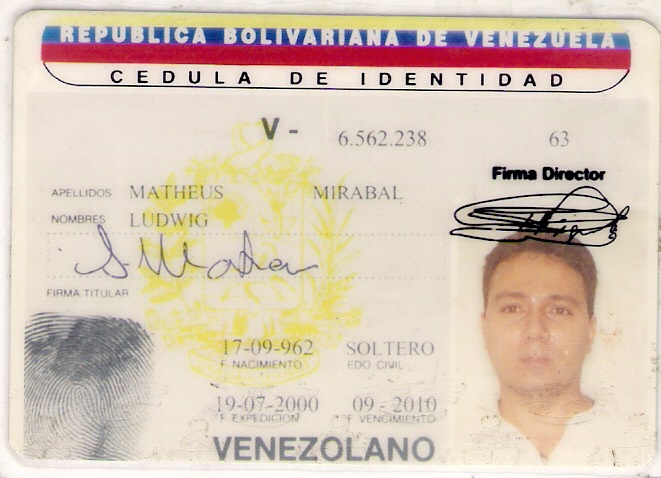 REPUBLICA BOLIVARIANA DE VENEZUELA
CEDULA DE IDENTIDAD
V - 6.562.238 63
Firma Director
APELLIDOS MATHEUS MIRABAL
NOMBRES LUDWIG
FIRMA TITULAR
17-09-962 SOLTERO
F. NACIMIENTO EDO CIVIL
19-07-2000 09 - 2010
F. EXPEDICION F. VENCIMIENTO
VENEZOLANO